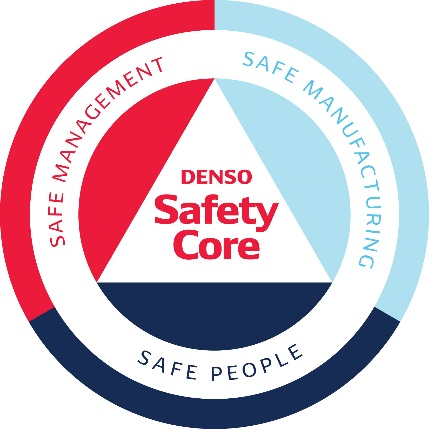 SAFE MANAGEMENT
SAFE MANUFACTURING
DENSO
Safety
Core
SAFE PEOPLE